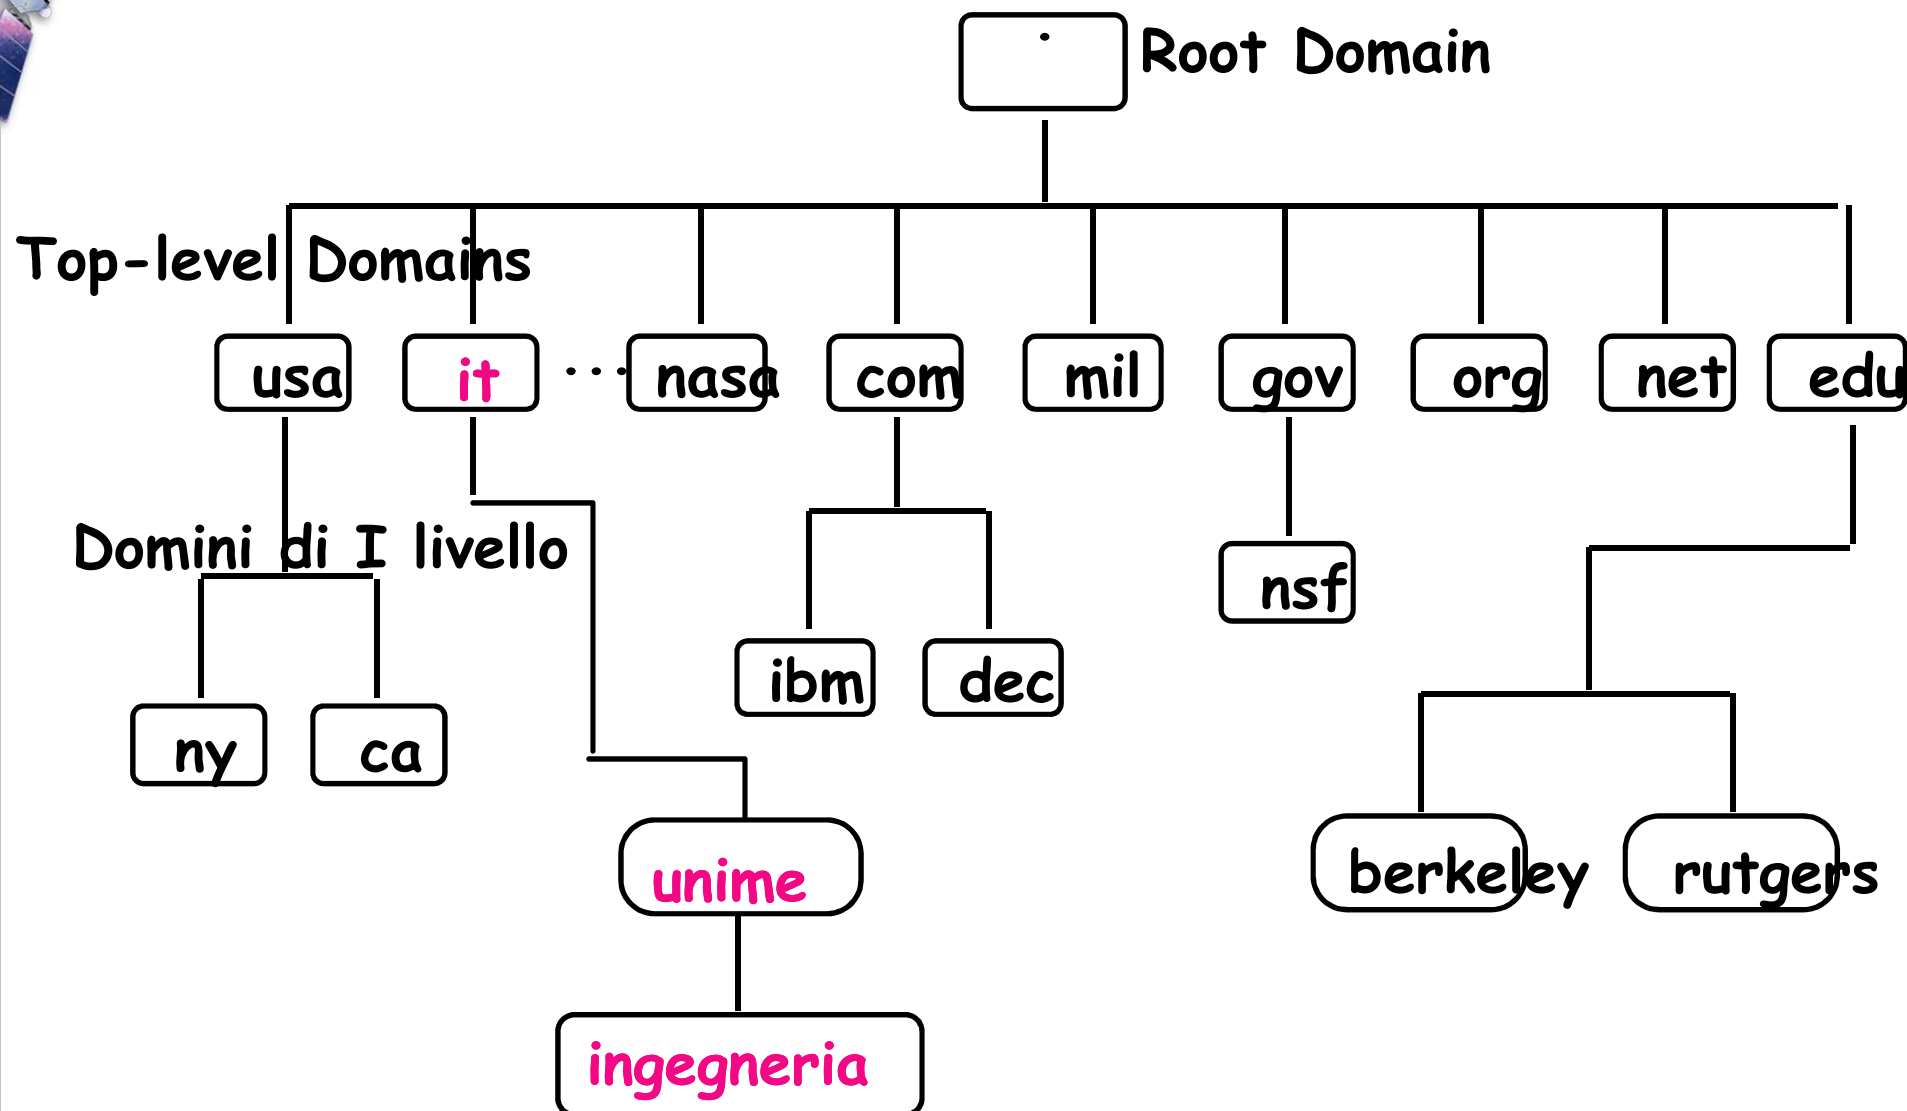 . Root Domain
Top-level Domains
usa it . . . nasa com mil gov org net edu
Domini di I livello
nsf
ibm dec
ny ca
unime berkeley rutgers
ingegneria